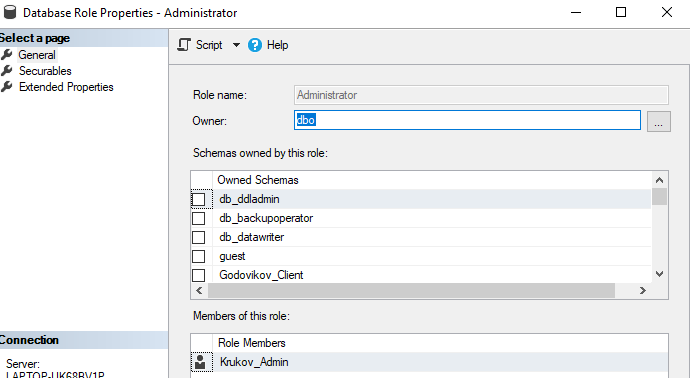 Database Role Properties - Administrator
Select a page
General
Securables
Extended Properties
Script
Help
Role name:
Administrator
Owner:
dbo
...
Schemas owned by this role:
Owned Schemas
db_ddladmin
db_backupoperator
db_datawriter
guest
Godovikov_Client
Members of this role:
Role Members
Krukov_Admin
Connection
Server:
LAPTOP-UK68BV1P